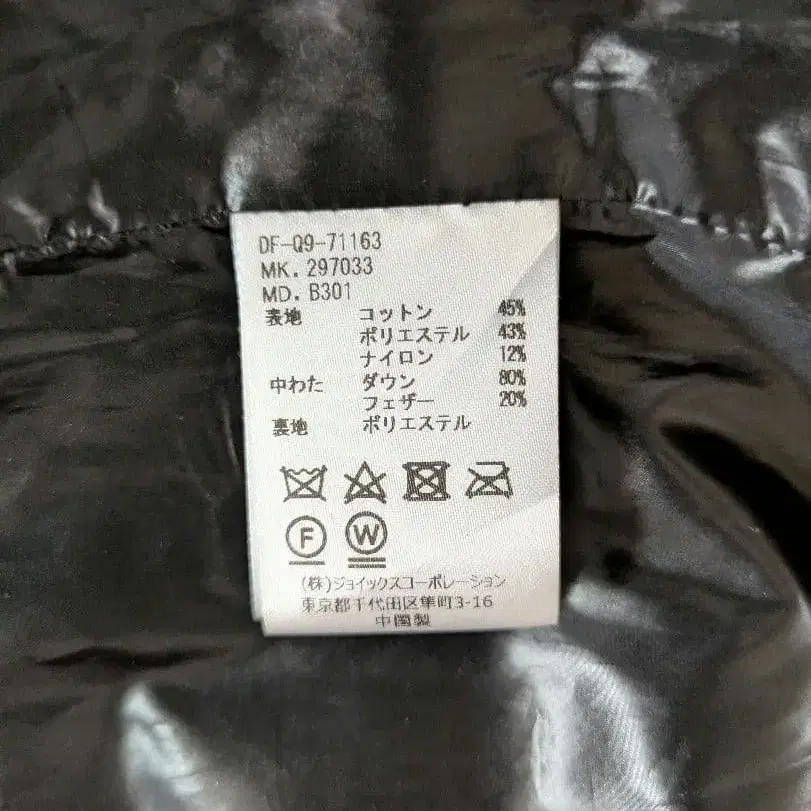 DF-Q9-71163
MK. 297033
MD. B301
表地 コットン 45%
ポリエステル 43%
ナイロン 12%
中わた ダウン 80%
フェザー 20%
裏地 ポリエステル
F W
(株)ジョイックスコーポレーション
東京都千代田区隼町3-16
中国製